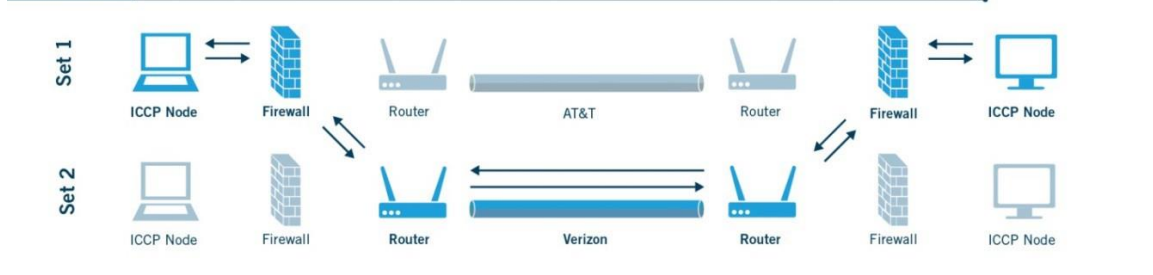 Set 1
ICCP Node
Firewall
Router
AT&T
Router
Firewall
ICCP Node
Set 2
ICCP Node
Firewall
Router
Verizon
Router
Firewall
ICCP Node